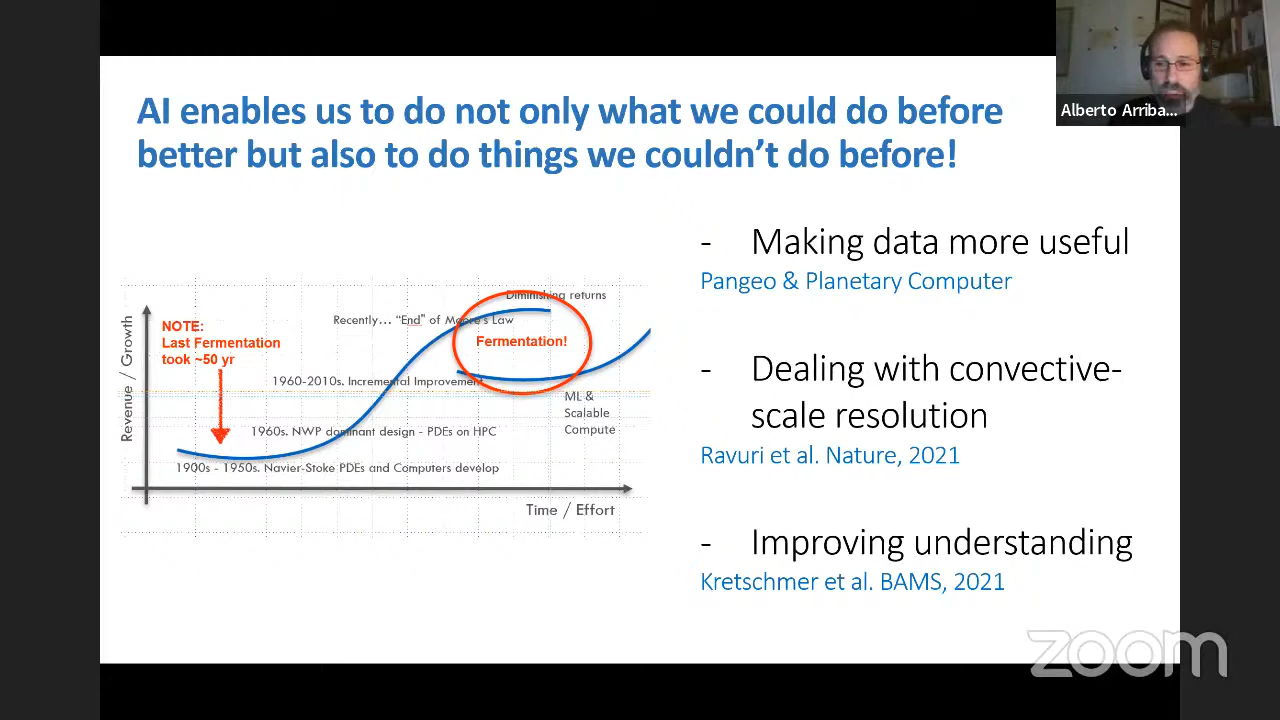 AI enables us to do not only what we could do before
better but also to do things we couldn't do before!
Alberto Arriba...
- Making data more useful
Pangeo & Planetary Computer
- Dealing with convective-
scale resolution
Ravuri et al. Nature, 2021
- Improving understanding
Kretschmer et al. BAMS, 2021
Revenue / Growth
NOTE:
Last Fermentation
took ~50 yr
Diminishing returns
Recently... “End” of Moore's Law
Fermentation!
1960-2010s. Incremental Improvement
ML &
Scalable
Compute
1960s. NWP dominant design - PDEs on HPC
1900s - 1950s. Navier-Stoke PDEs and Computers develop
Time / Effort
zoom